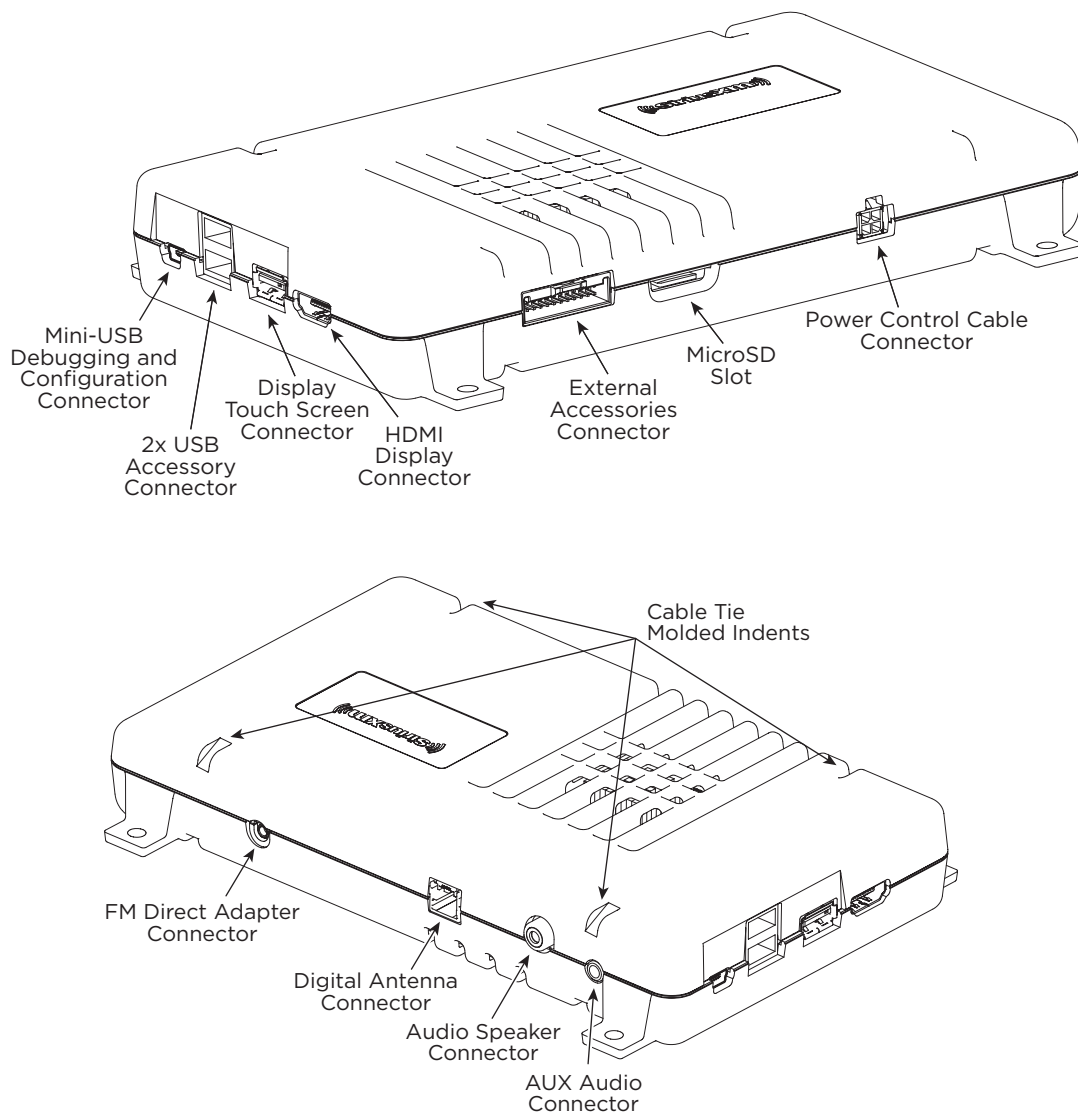 siriusxm
Mini-USB
Debugging and
Configuration
Connector
2x USB
Accessory
Connector
Display
Touch Screen
Connector
HDMI
Display
Connector
External
Accessories
Connector
MicroSD
Slot
Power Control Cable
Connector
Cable Tie
Molded Indents
siriusxm
FM Direct Adapter
Connector
Digital Antenna
Connector
Audio Speaker
Connector
AUX Audio
Connector